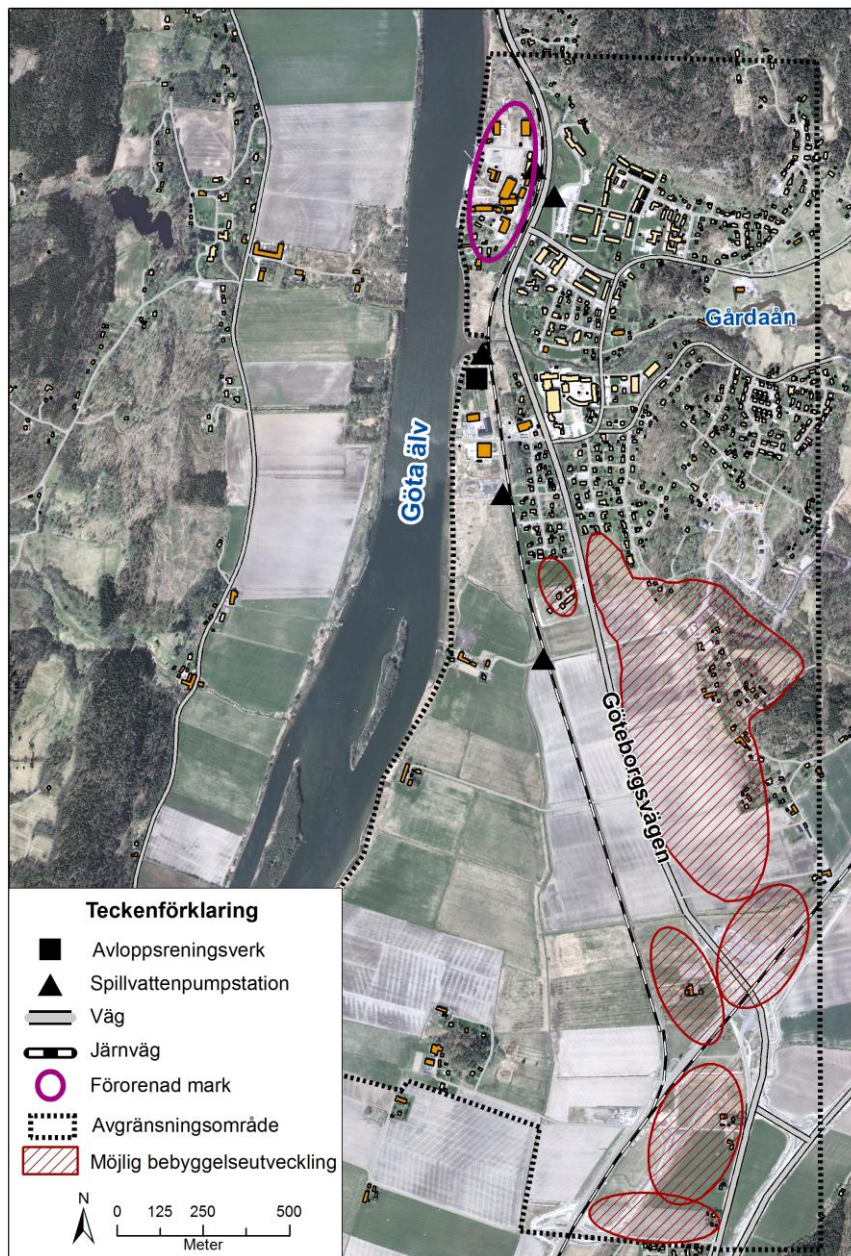 Gårdaån
Göta älv
Göteborgsvägen
Teckenförklaring
Avloppsreningsverk
Spillvattenpumpstation
Väg
Järnväg
Förorenad mark
Avgränsningsområde
Möjlig bebyggelseutveckling
N
0 125 250 500
Meter